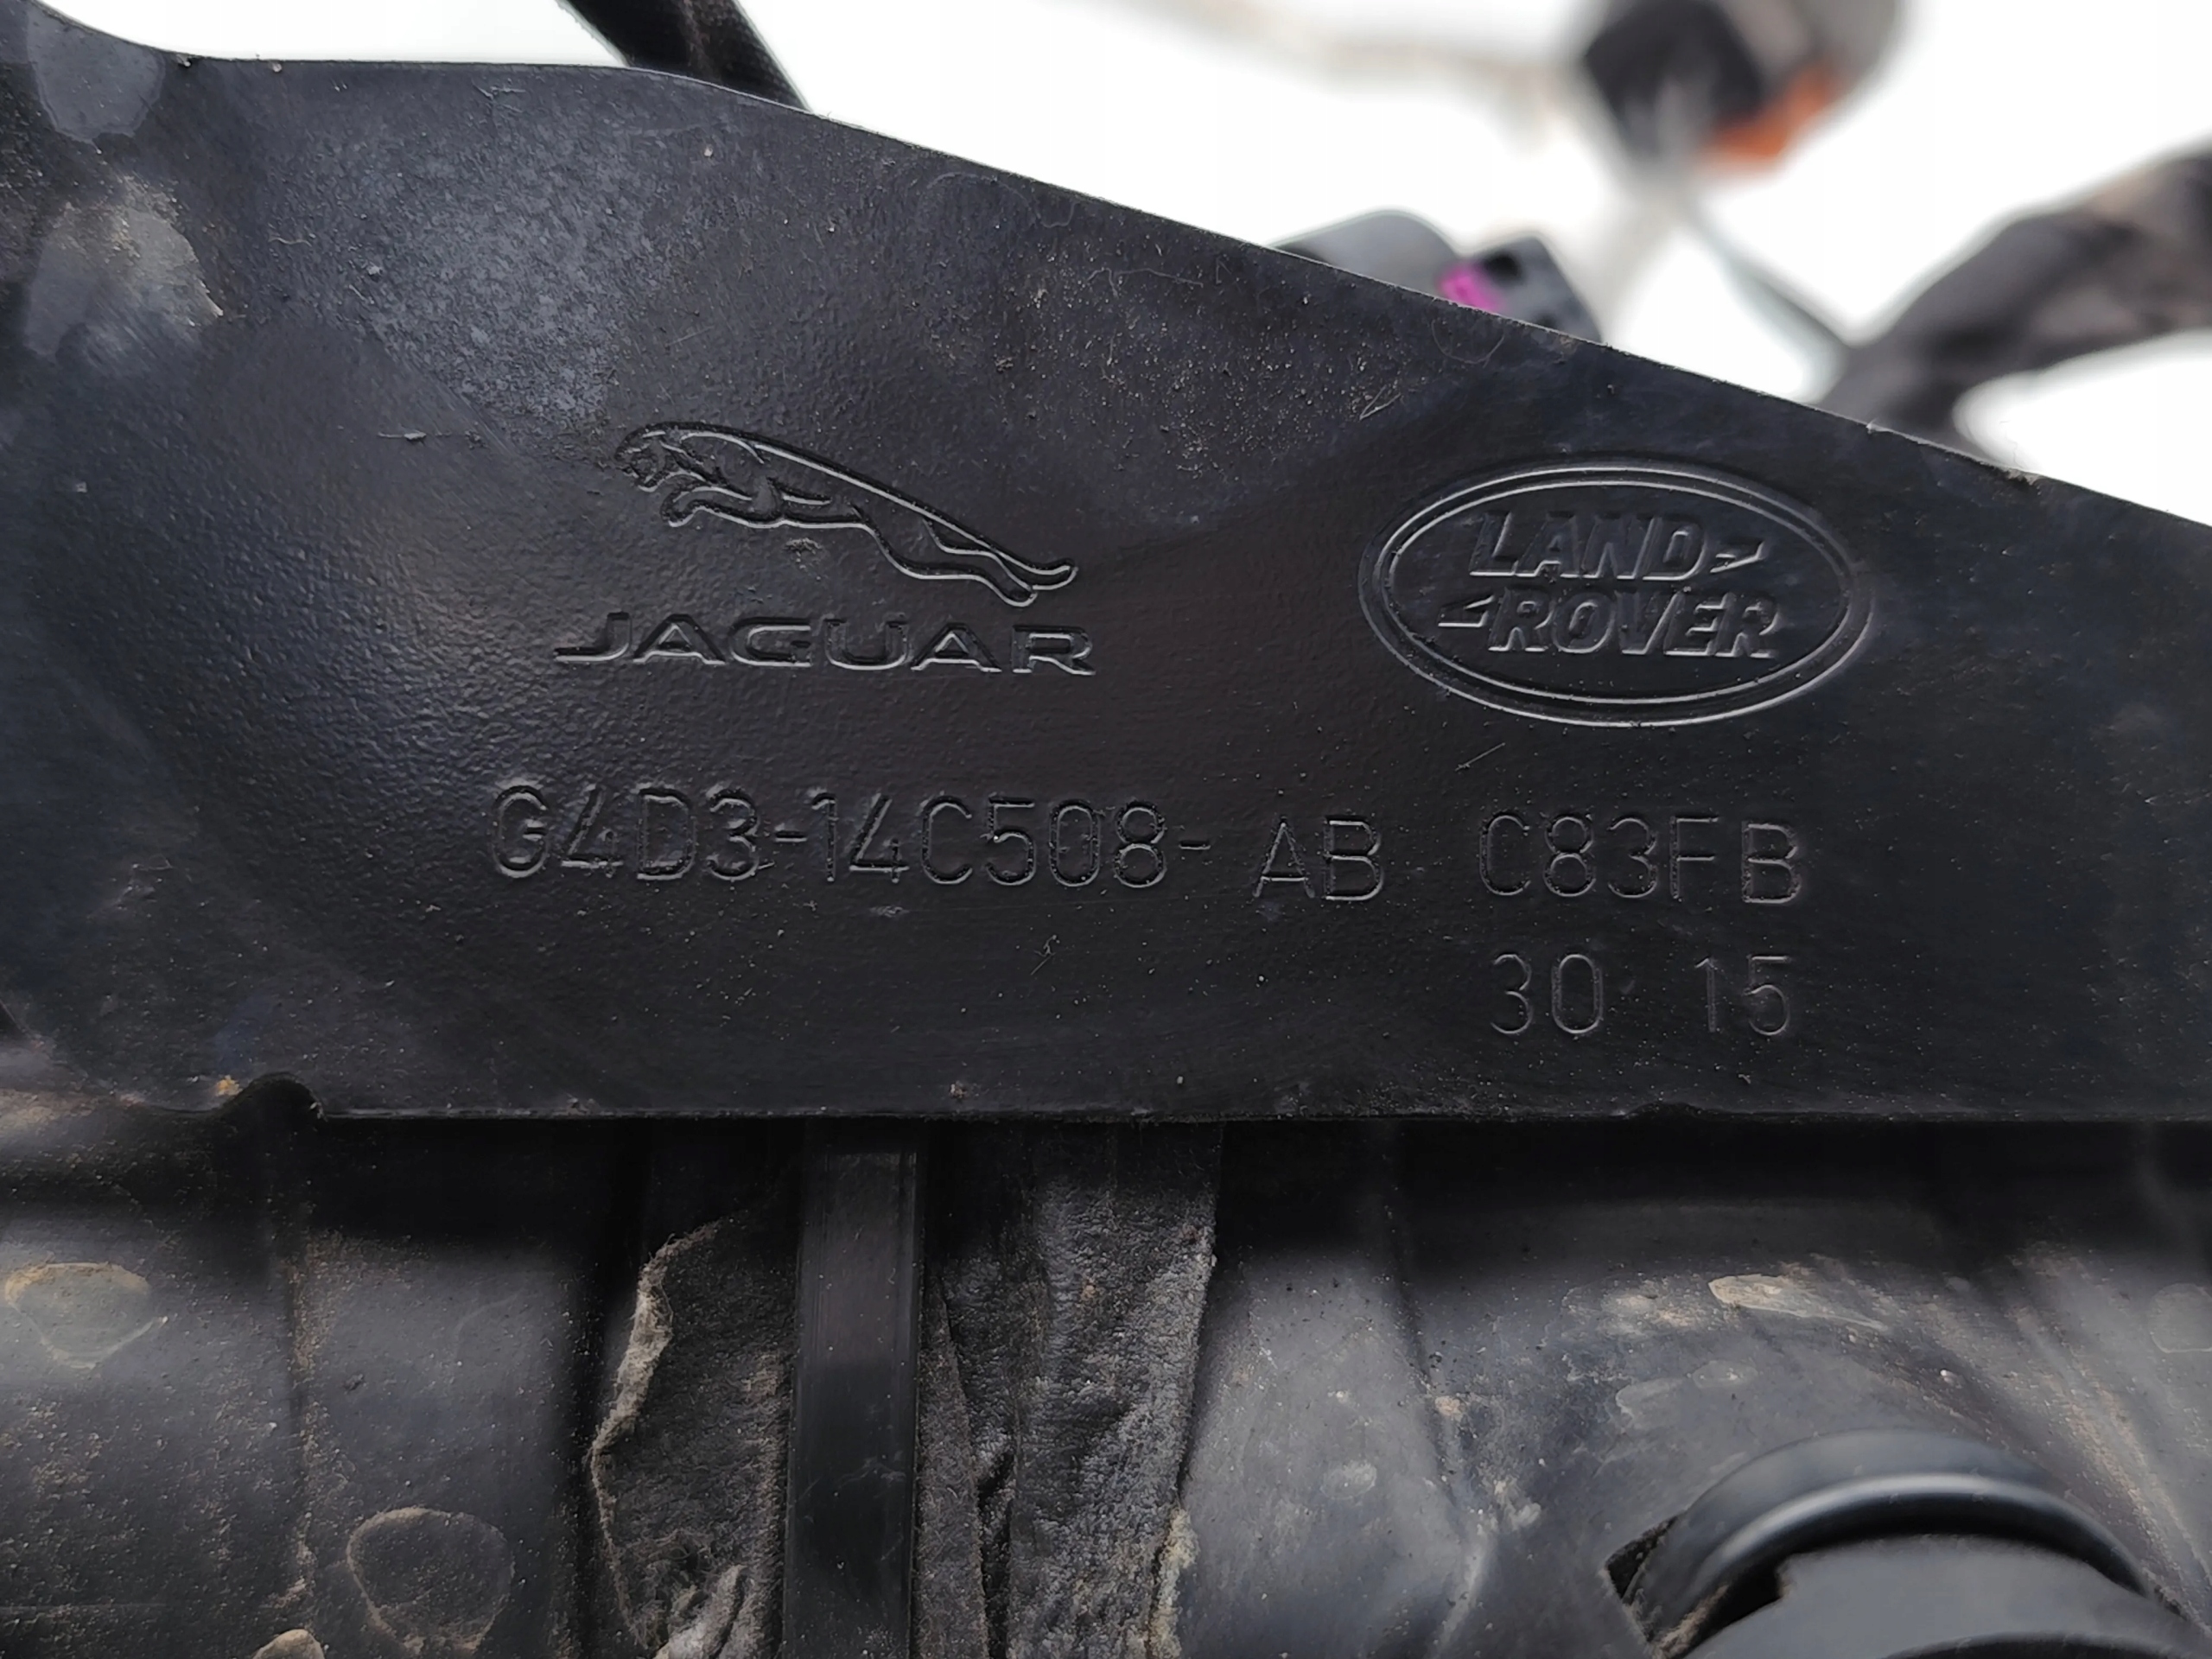 JAGUAR
LAND
ROVER
G4D3-14C508- AB C83FB
30 15